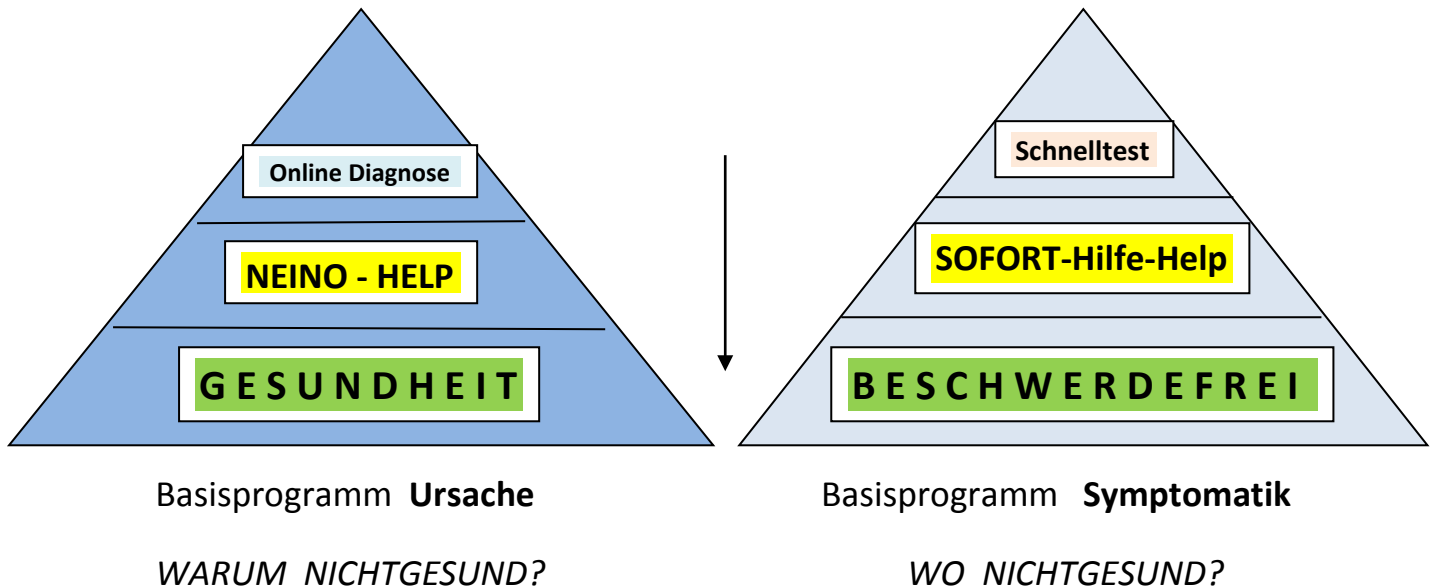 Online Diagnose
NEINO - HELP
G E S U N D H E I T
Basisprogramm Ursache
WARUM NICHTGESUND?
Schnelltest
SOFORT-Hilfe-Help
B E S C H W E R D E F R E I
Basisprogramm Symptomatik
WO NICHTGESUND?